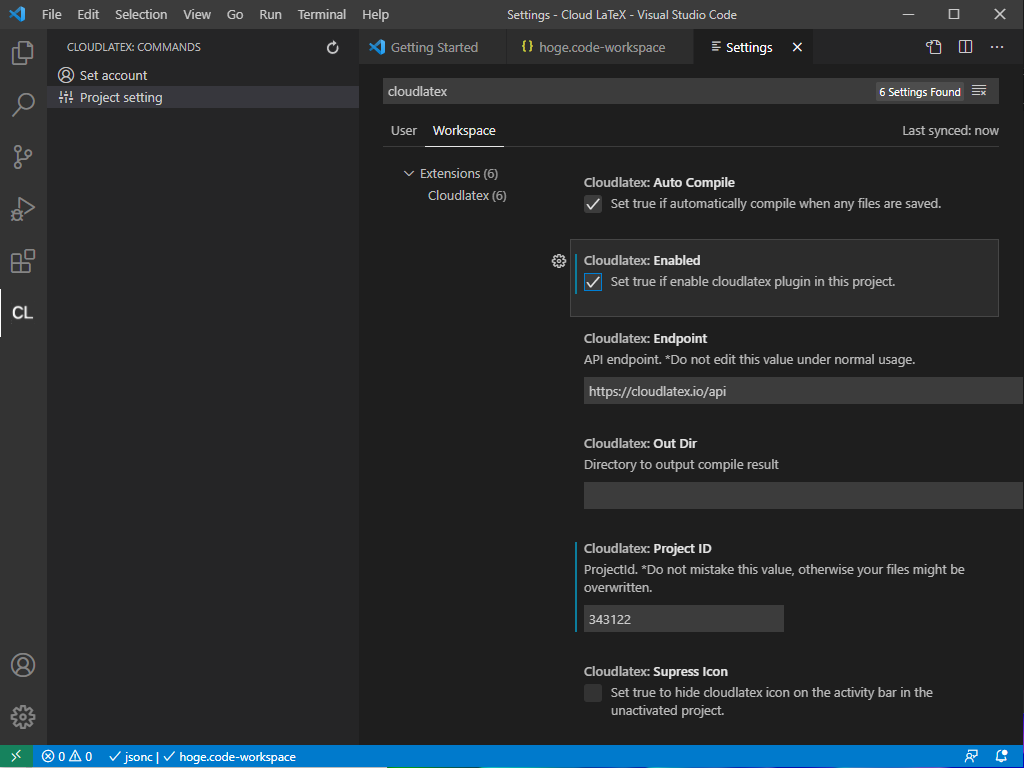 File Edit Selection View Go Run Terminal Help Settings - Cloud LaTeX - Visual Studio Code
CLOUDLATEX: COMMANDS
Set account
Project setting
CL
Getting Started
{} hoge.code-workspace
Settings
cloudlatex
6 Settings Found
User Workspace Last synced: now
Extensions (6)
Cloudlatex (6)
Cloudlatex: Auto Compile
Set true if automatically compile when any files are saved.
Cloudlatex: Enabled
Set true if enable cloudlatex plugin in this project.
Cloudlatex: Endpoint
API endpoint. *Do not edit this value under normal usage.
https://cloudlatex.io/api
Cloudlatex: Out Dir
Directory to output compile result
Cloudlatex: Project ID
ProjectId. *Do not mistake this value, otherwise your files might be
overwritten.
343122
Cloudlatex: Supress Icon
Set true to hide cloudlatex icon on the activity bar in the
unactivated project.
0 0 jsonc | hoge.code-workspace